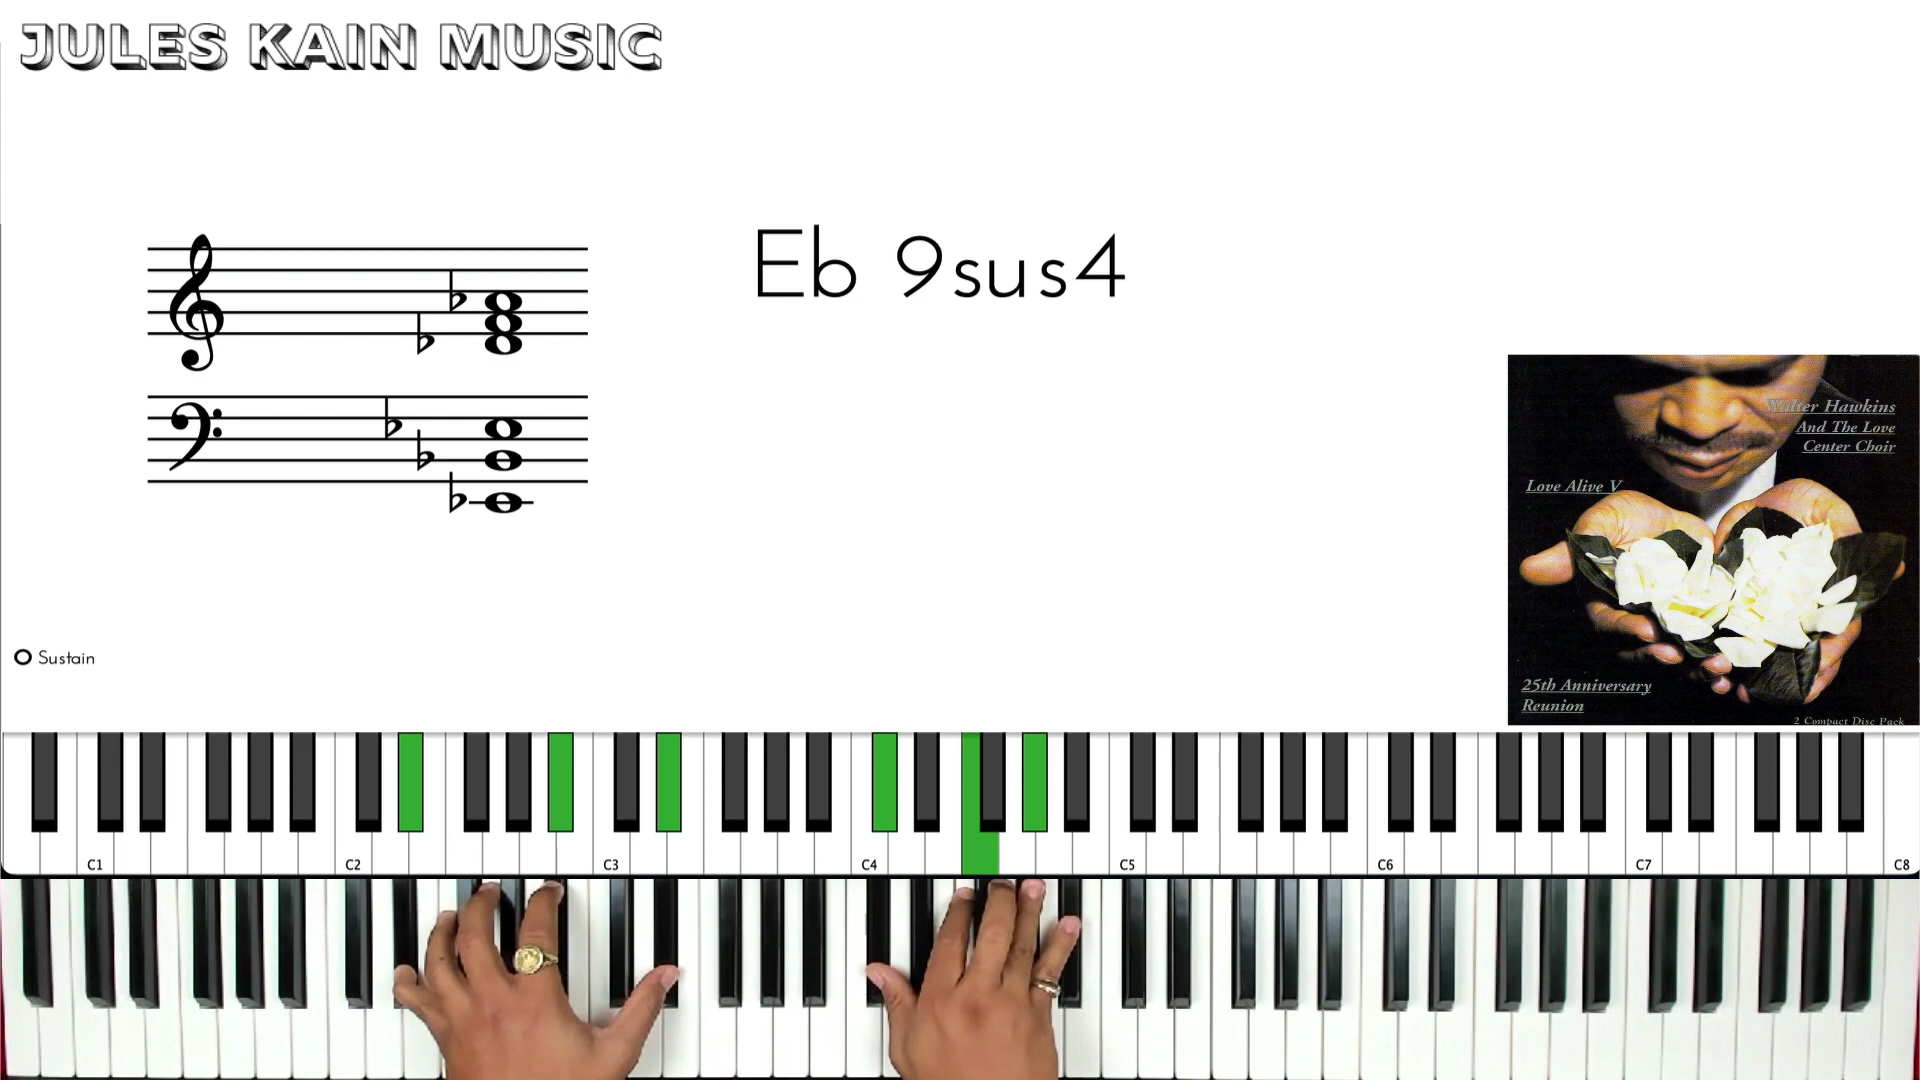 JULES KAIN MUSIC
Eb 9sus4
Walter Hawkins
And The Love
Center Choir
Love Alive V
25th Anniversary
Reunion
2 Compact Disc Pack
Sustain
C1 C2 C3 C4 C5 C6 C7 C8